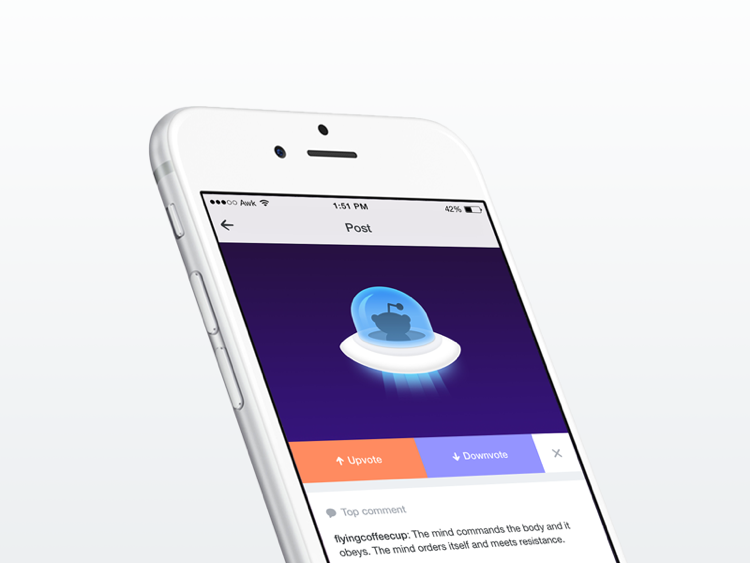 Awk 1:51 PM 42%
Post
Upvote Downvote
Top comment
flyingcoffeecup: The mind commands the body and it
obeys. The mind orders itself and meets resistance.